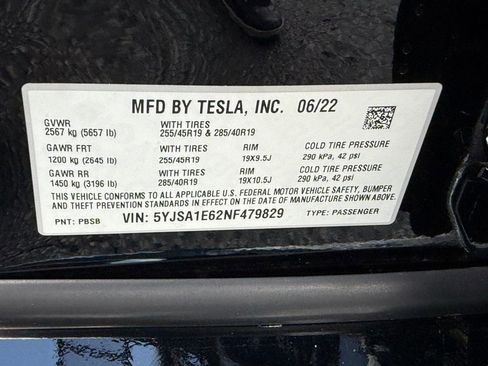 MFD BY TESLA, INC. 06/22
GVWR WITH TIRES
2567 kg (5657 lb) 255/45R19 & 285/40R19
GAWR FRT WITH TIRES RIM COLD TIRE PRESSURE
1200 kg (2645 lb) 255/45R19 19X9.5J 290 kPa, 42 psi
GAWR RR WITH TIRES RIM COLD TIRE PRESSURE
1450 kg (3196 lb) 285/40R19 19X10.5J 290 kPa, 42 psi
THIS VEHICLE CONFORMS TO ALL APPLICABLE U.S. FEDERAL MOTOR VEHICLE SAFETY, BUMPER
AND THEFT PREVENTION STANDARDS IN EFFECT ON THE DATE OF MANUFACTURE SHOWN ABOVE.
PNT: PBSB VIN: 5YJSA1E62NF479829 TYPE: PASSENGER